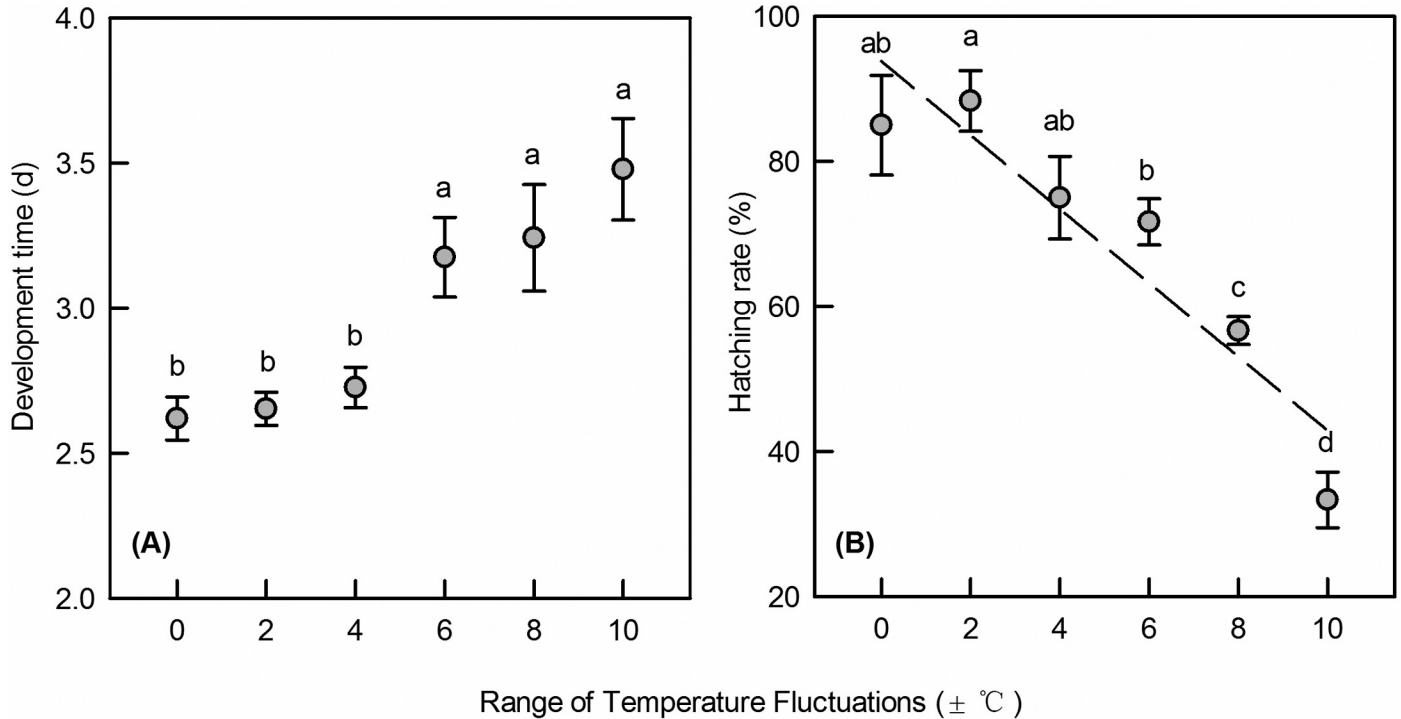 4.0
3.5
3.0
2.5
2.0
Development time (d)
b
b
b
a
a
a
(A)
0 2 4 6 8 10
100
80
60
40
20
Hatching rate (%)
ab
a
ab
b
c
d
(B)
0 2 4 6 8 10
Range of Temperature Fluctuations (± ℃)